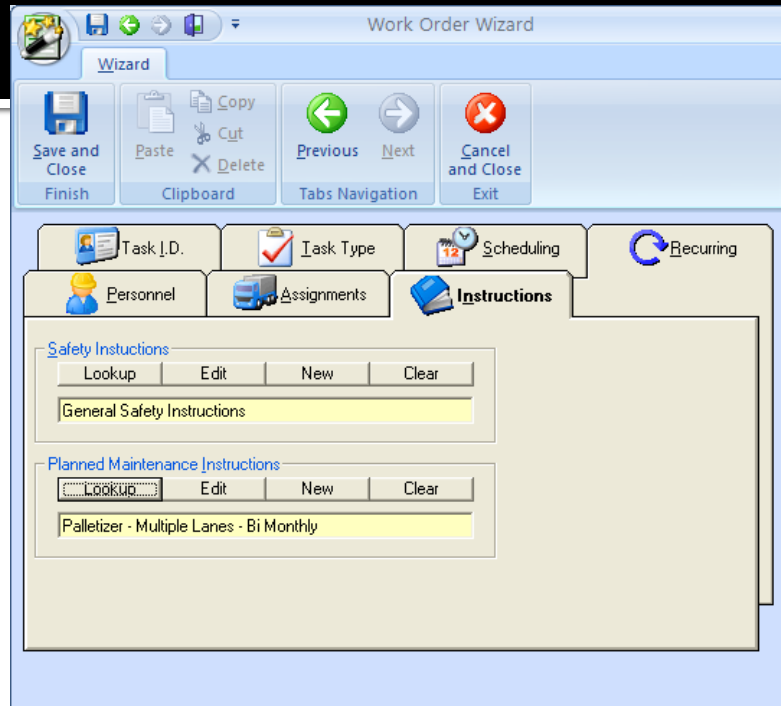 Work Order Wizard
Wizard
Save and Close
Paste
Copy
Cut
Delete
Previous
Next
Cancel and Close
Finish
Clipboard
Tabs Navigation
Exit
Task I.D.
Task Type
12
Scheduling
Recurring
Personnel
Assignments
Instructions
Safety Instuctions
Lookup Edit New Clear
General Safety Instructions
Planned Maintenance Instructions
Lookup Edit New Clear
Palletizer - Multiple Lanes - Bi Monthly